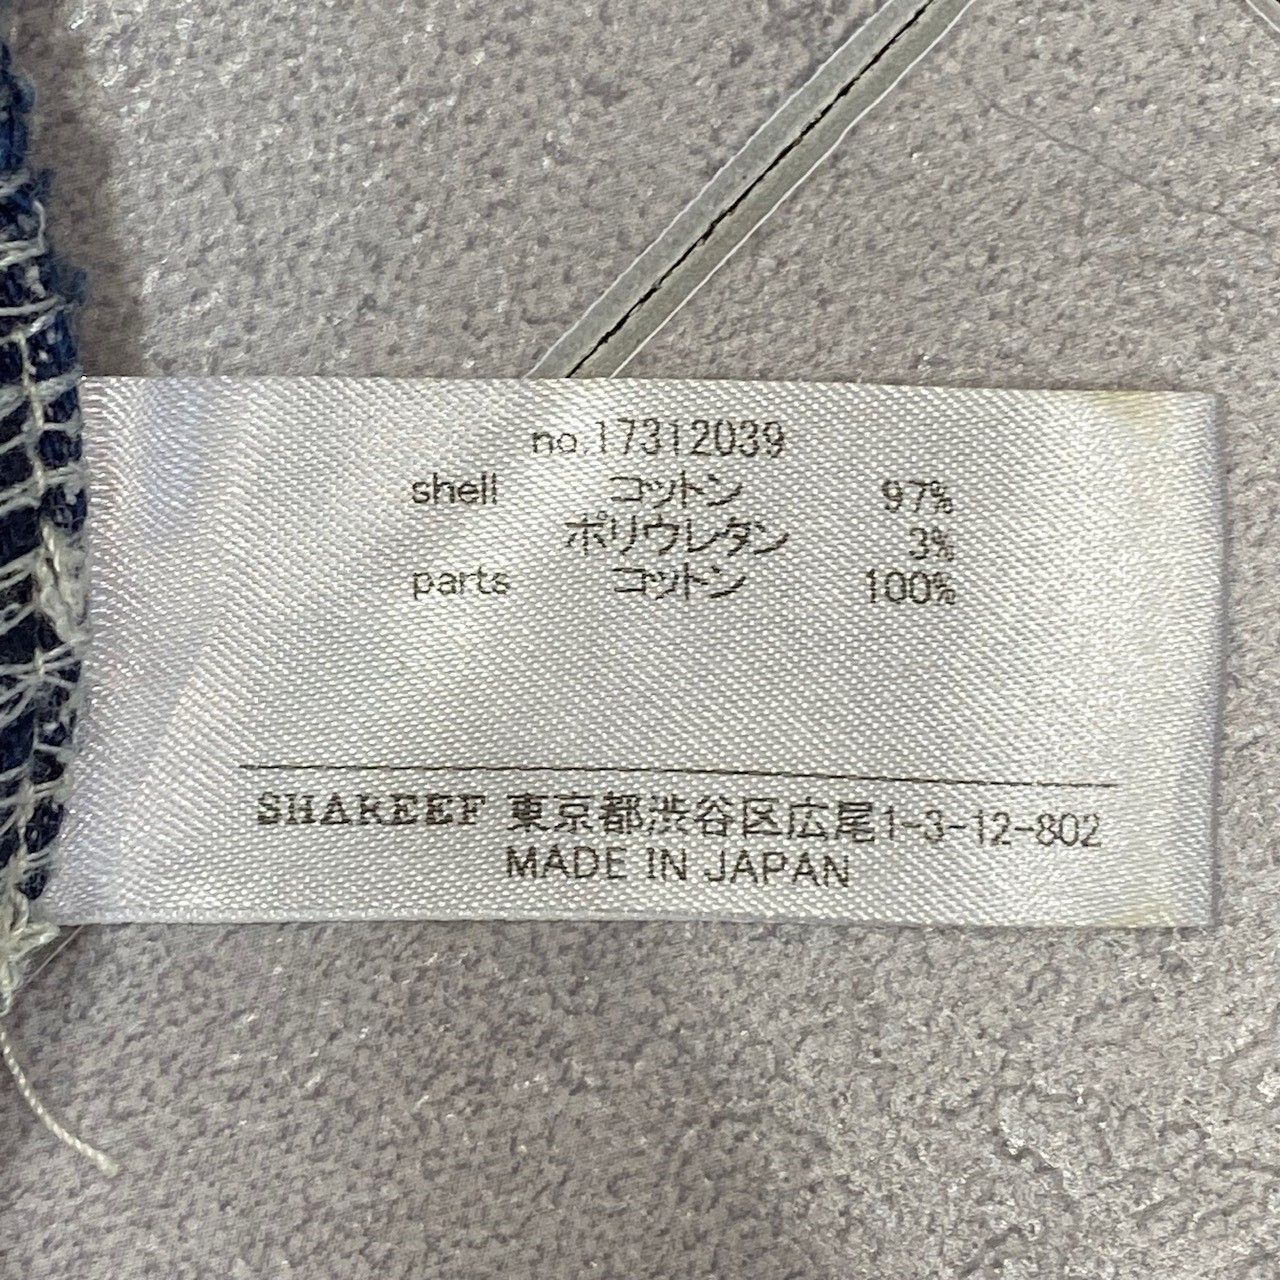 no.17312039
shell コットン 97%
ポリウレタン 3%
parts コットン 100%
SHAREEF 東京都渋谷区広尾1-3-12-802
MADE IN JAPAN